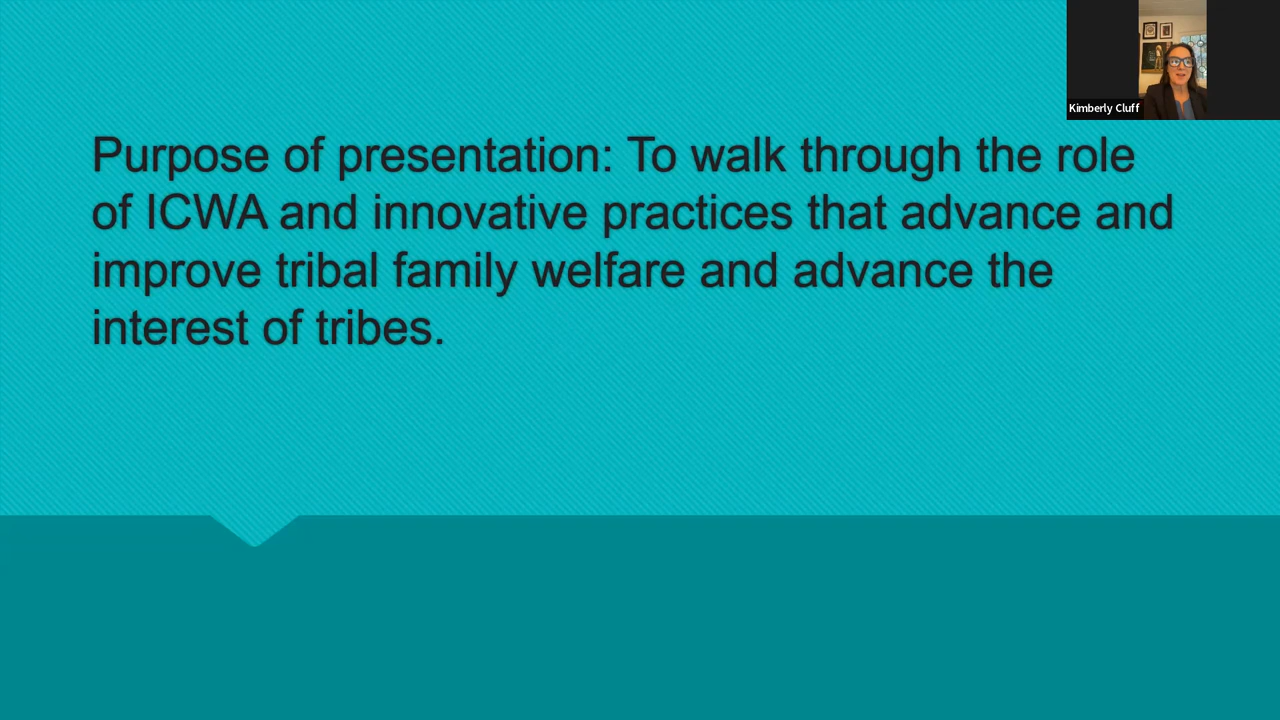 Kimberly Cluff
Purpose of presentation: To walk through the role
of ICWA and innovative practices that advance and
improve tribal family welfare and advance the
interest of tribes.